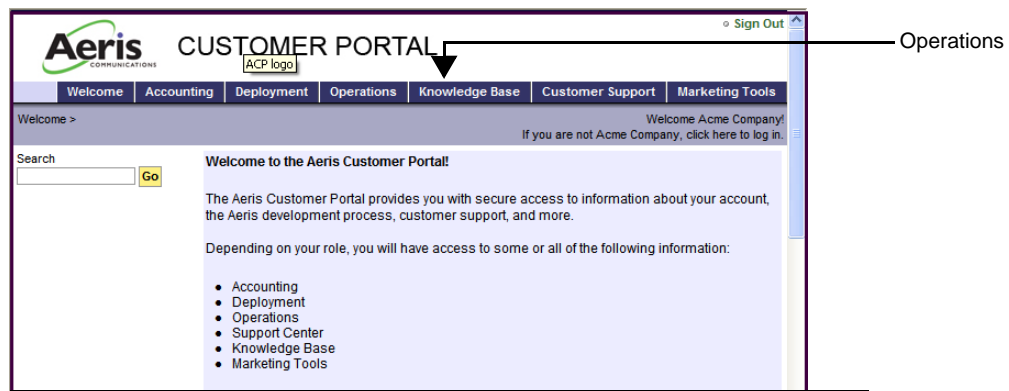 Sign Out
Aeris
COMMUNICATIONS
CUSTOMER PORTAL
ACP logo
Operations
Welcome Accounting Deployment Operations Knowledge Base Customer Support Marketing Tools
Welcome >
Welcome Acme Company!
If you are not Acme Company, click here to log in.
Search
Go
Welcome to the Aeris Customer Portal!
The Aeris Customer Portal provides you with secure access to information about your account,
the Aeris development process, customer support, and more.
Depending on your role, you will have access to some or all of the following information:
• Accounting
• Deployment
• Operations
• Support Center
• Knowledge Base
• Marketing Tools